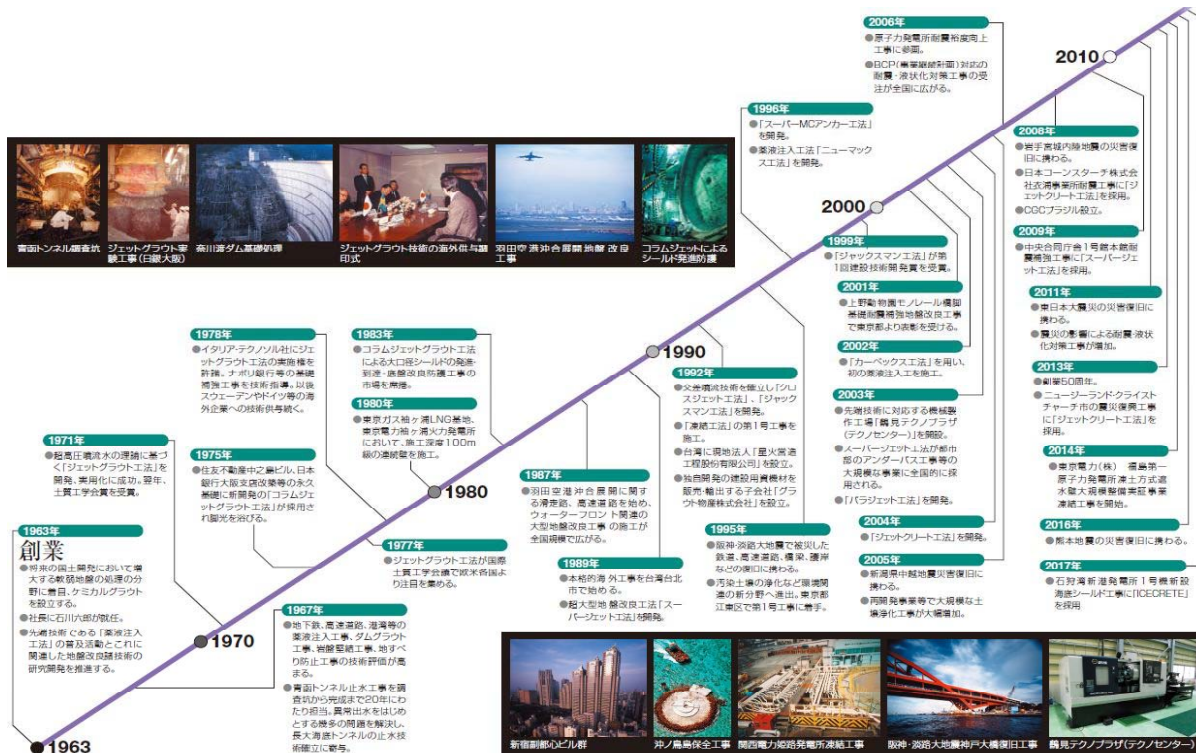 1963年
創業
●将来の国土開発において増
大する軟弱地盤の処理の分
野に着目、ケミカルグラウト
を設立する。
●社長に石川六郎が就任。
●先端技術である「薬液注入
工法」の普及活動とこれに
関連した地盤改良諸技術の
研究開発を推進する。
1963
1967年
●地下鉄、高速道路、港湾等の
薬液注入工事、ダムグラウト
工事、岩盤堅結工事、地すべ
り防止工事の技術評価が高
まる。
●青函トンネル止水工事を調
査坑から完成まで20年にわ
たり担当。異常出水をはじめ
とする幾多の問題を解決し、
長大海底トンネルの止水技
術確立に寄与。
1970
1971年
●超高圧噴流水の理論に基づ
く「ジェットグラウト工法」を
開発、実用化に成功。翌年、
土質工学会賞を受賞。
1975年
●住友不動産中之島ビル、日本
銀行大阪支店改築等の永久
基礎に新開発の「コラムジェ
ットグラウト工法」が採用さ
れ脚光を浴びる。
1977年
●ジェットグラウト工法が国際
土質工学会議で欧米各国よ
り注目を集める。
1978年
●イタリア・テクノソル社にジェ
ットグラウト工法の実施権を
許諾。ナポリ銀行等の基礎
補強工事を技術指導。以後
スウェーデンやドイツ等の海
外企業への技術供与続く。
1980
1980年
●東京ガス袖ヶ浦LNG基地、
東京電力袖ヶ浦火力発電所
において、施工深度100m
級の連続壁を施工。
1983年
●コラムジェットグラウト工法
による大口径シールドの発進・
到達・底盤改良防護工事の
市場を席捲。
1987年
●羽田空港沖合展開に関す
る滑走路、高速道路を始め、
ウォーターフロント関連の
大型地盤改良工事の施工が
全国規模で広がる。
1989年
●本格的海外工事を台湾台北
市で始める。
●超大型地盤改良工法「スー
パージェット工法」を開発。
1990
1992年
●交差噴流技術を確立し「クロ
スジェット工法」、「ジャック
スマン工法」を開発。
●「凍結工法」の第1号工事を
施工。
●台湾に現地法人「星火営造
工程股份有限公司」を設立。
●独自開発の建設用資機材を
販売・輸出する子会社「グラ
ウト物産株式会社」を設立。
1995年
●阪神・淡路大地震で被災した
鉄道、高速道路、橋梁、護岸
などの復旧に携わる。
●汚染土壌の浄化など環境関
連の新分野へ進出。東京都
江東区で第1号工事に着手。
1996年
●「スーパーMCアンカー工法」
を開発。
●薬液注入工法「ニューマック
ス工法」を開発。
1999年
●「ジャックスマン工法」が第
1回建設技術開発賞を受賞。
2000
2001年
●上野動物園モノレール橋脚
基礎耐震補強地盤改良工事
で東京都より表彰を受ける。
2002年
●「カーベックス工法」を用い、
初の薬液注入工を施工。
2003年
●先端技術に対応する機械製
作工場「鶴見テクノプラザ
(テクノセンター)」を開設。
●スーパージェット工法が都市
部のアンダーパス工事等の
大規模な事業に全国的に採
用される。
●「パラジェット工法」を開発。
2004年
●「ジェットクリート工法」を開発。
2005年
●新潟県中越地震災害復旧に
携わる。
●再開発事業等で大規模な土
壌浄化工事が大幅増加。
2006年
●原子力発電所耐震裕度向上
工事に参画。
●BCP(事業継続計画)対応の
耐震・液状化対策工事の受
注が全国に広がる。
2008年
●岩手宮城内陸地震の災害復
旧に携わる。
●日本コーンスターチ株式会
社衣浦事業所耐震工事に「ジ
ェットクリート工法」を採用。
●CGCブラジル設立。
2009年
●中央合同庁舎1号館本館耐
震補強工事に「スーパージェ
ット工法」を採用。
2010
2011年
●東日本大震災の災害復旧に
携わる。
●震災の影響による耐震・液状
化対策工事が増加。
2013年
●創業50周年。
●ニュージーランド・クライスト
チャーチ市の震災復興工事
に「ジェットクリート工法」を
採用。
2014年
●東京電力(株) 福島第一
原子力発電所凍土方式遮
水壁大規模整備実証事業
凍結工事を開始。
2016年
●熊本地震の災害復旧に携わる。
2017年
●石狩湾新港発電所1号機新設
海底シールド工事に「ICECRETE」
を採用
青函トンネル調査坑
ジェットグラウト実
験工事(日銀大阪)
奈川渡ダム基礎処理
ジェットグラウト技術の海外供与調
印式
羽田空港沖合展開地盤改良
工事
コラムジェットによる
シールド発進防護
新宿副都心ビル群
沖ノ鳥島保全工事
関西電力姫路発電所凍結工事
阪神・淡路大地震神戸大橋復旧工事
鶴見テクノプラザ(テクノセンター)